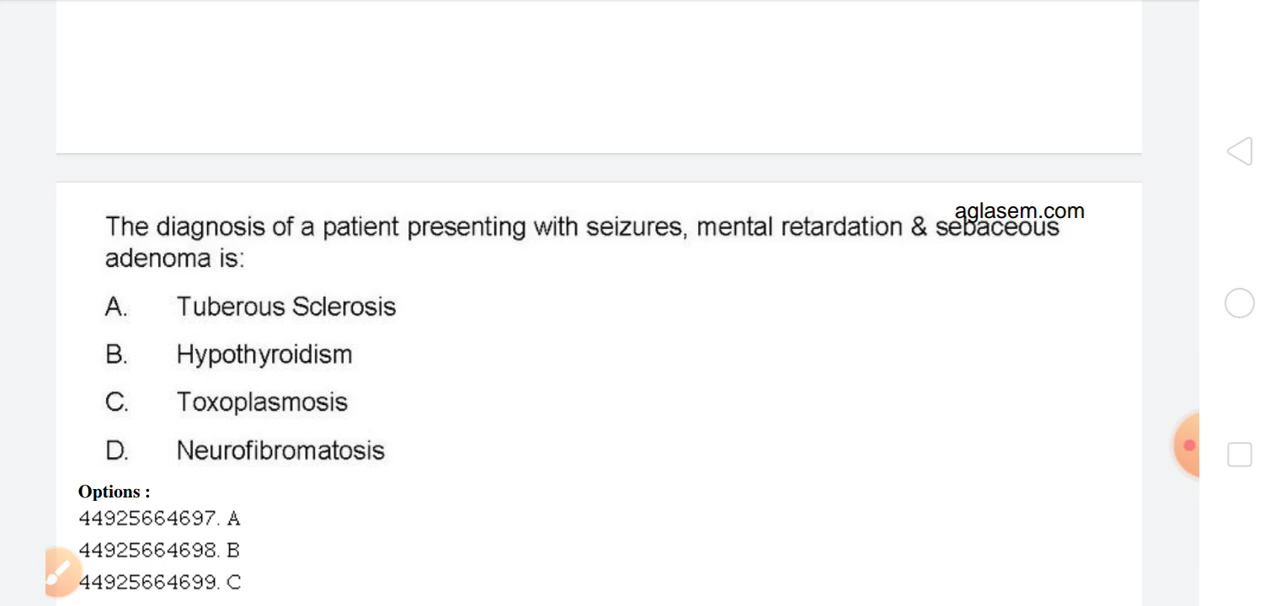 aglasem.com
The diagnosis of a patient presenting with seizures, mental retardation & sebaceous
adenoma is:
A. Tuberous Sclerosis
B. Hypothyroidism
C. Toxoplasmosis
D. Neurofibromatosis
Options :
44925664697. A
44925664698. B
44925664699. C